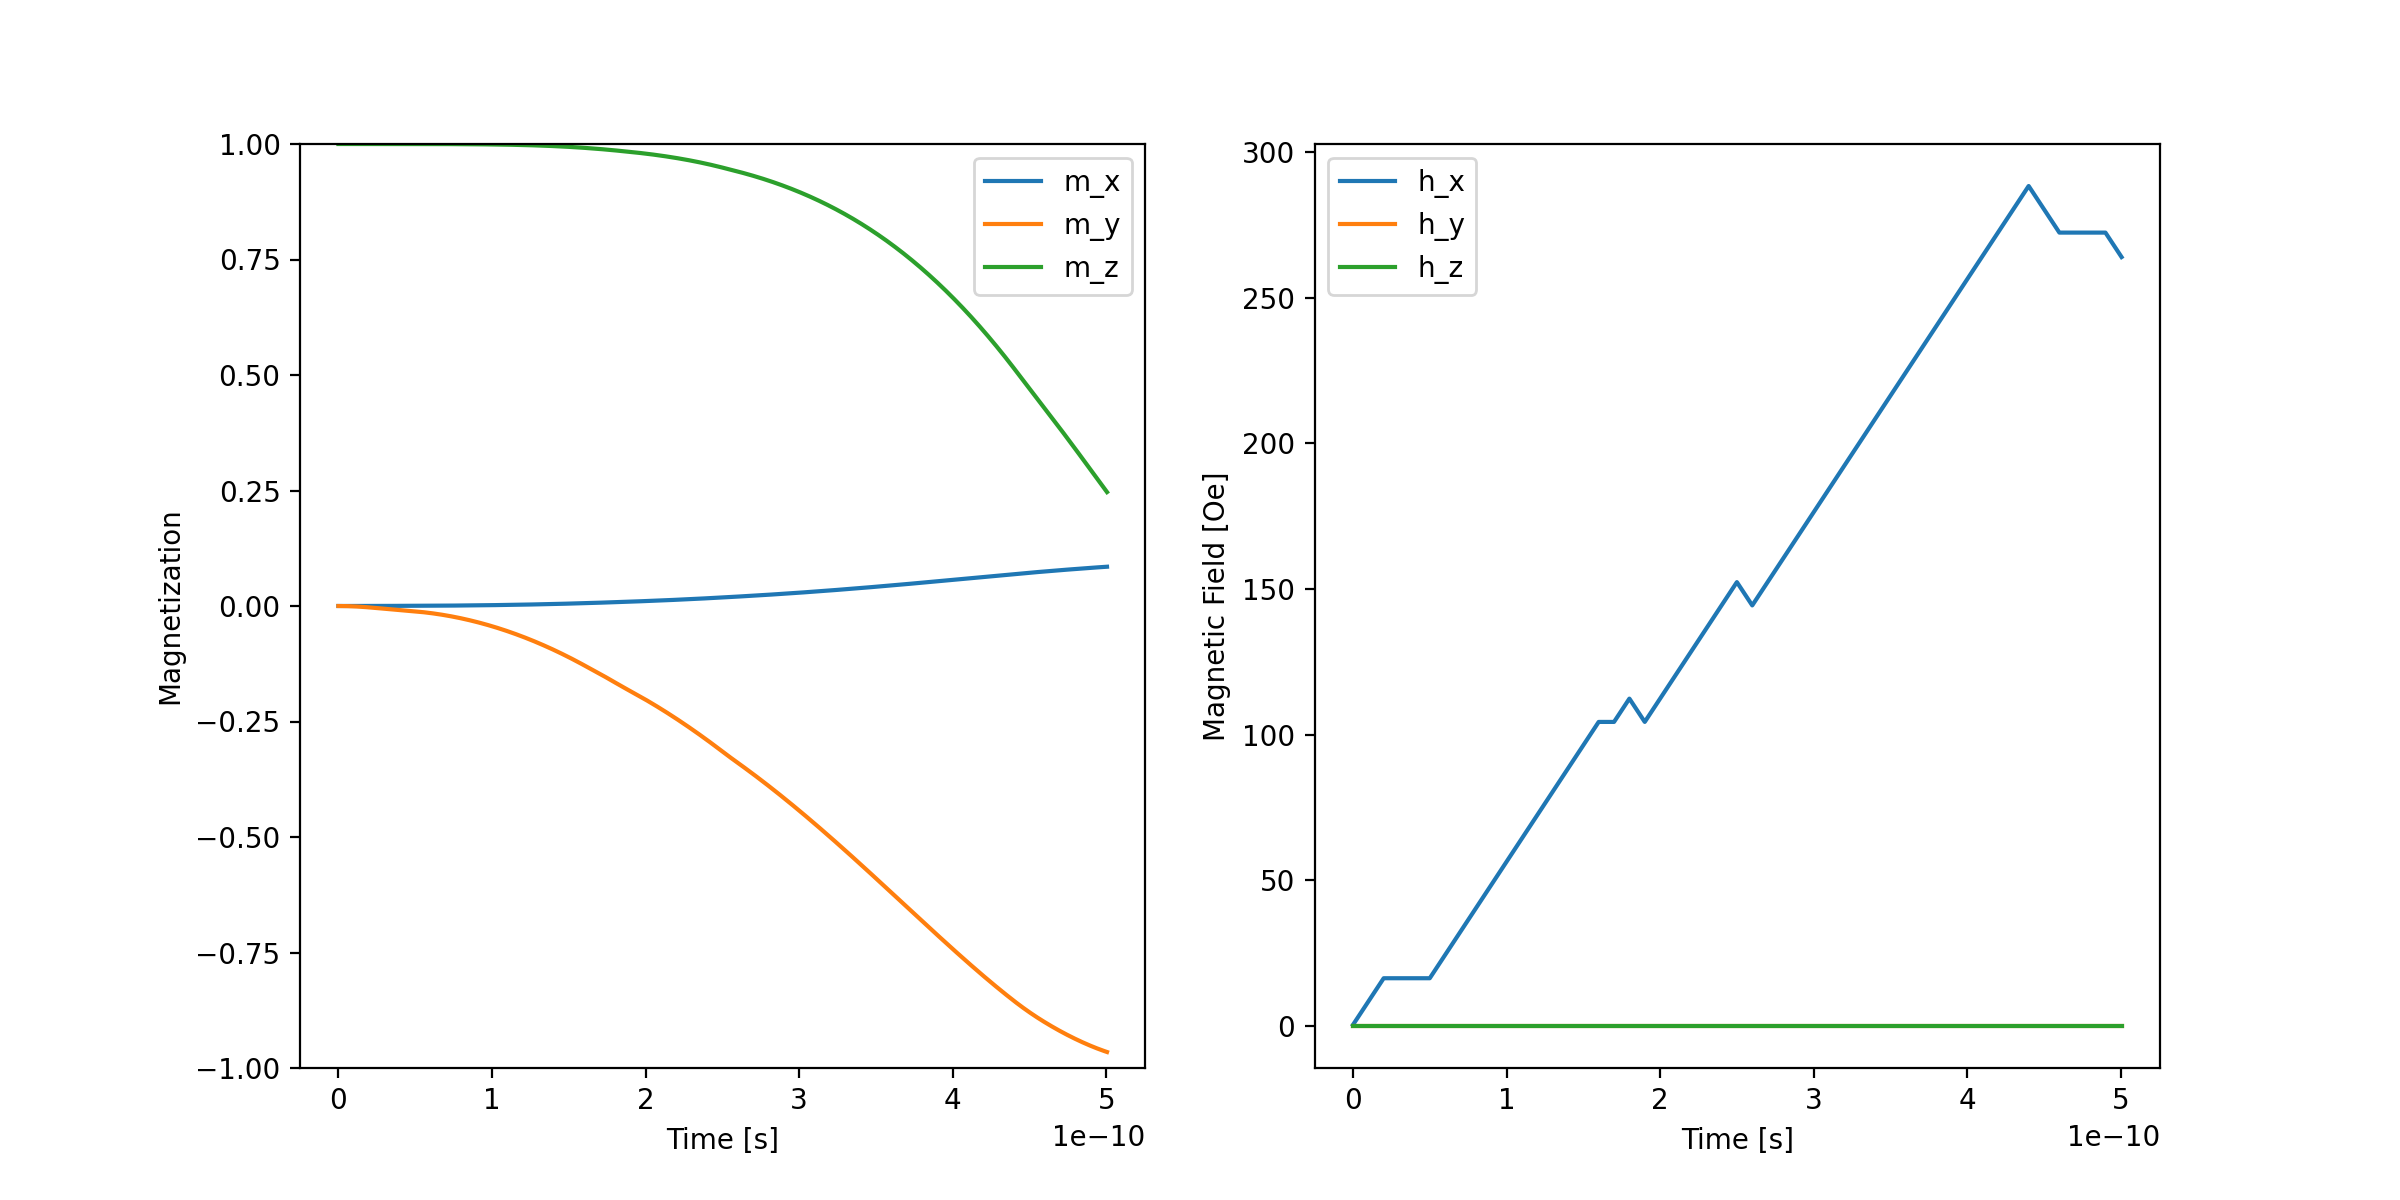 1.00
0.75
0.50
0.25
0.00
−0.25
−0.50
−0.75
−1.00
Magnetization
m_x
m_y
m_z
0 1 2 3 4 5
Time [s]
1e−10
300
250
200
150
100
50
0
Magnetic Field [Oe]
h_x
h_y
h_z
0 1 2 3 4 5
Time [s]
1e−10